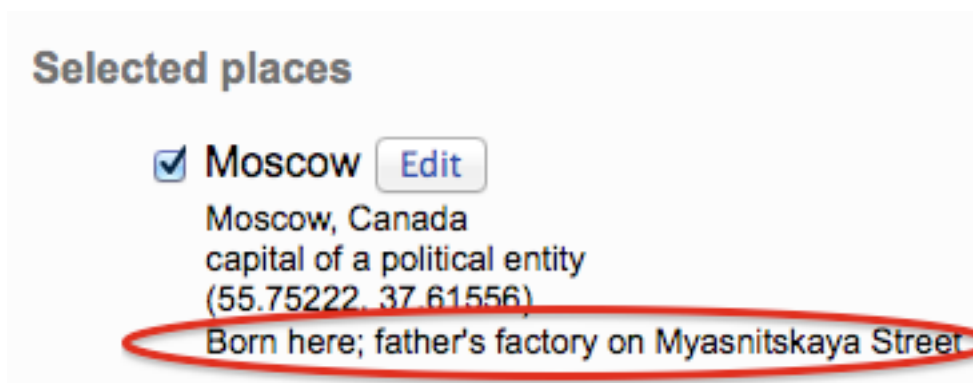 Selected places
Moscow Edit
Moscow, Canada
capital of a political entity
(55.75222, 37.61556)
Born here; father's factory on Myasnitskaya Street